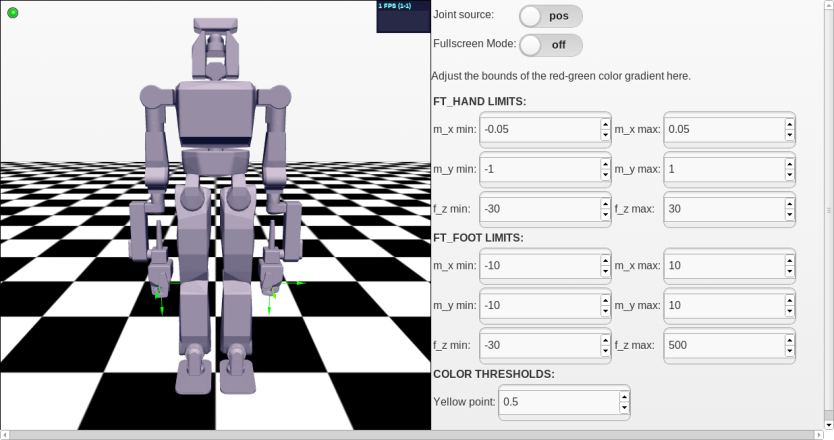 1 FPS (1-1)
Joint source: pos
Fullscreen Mode: off
Adjust the bounds of the red-green color gradient here.
FT_HAND LIMITS:
m_x min: -0.05 m_x max: 0.05
m_y min: -1 m_y max: 1
f_z min: -30 f_z max: 30
FT_FOOT LIMITS:
m_x min: -10 m_x max: 10
m_y min: -10 m_y max: 10
f_z min: -30 f_z max: 500
COLOR THRESHOLDS:
Yellow point: 0.5